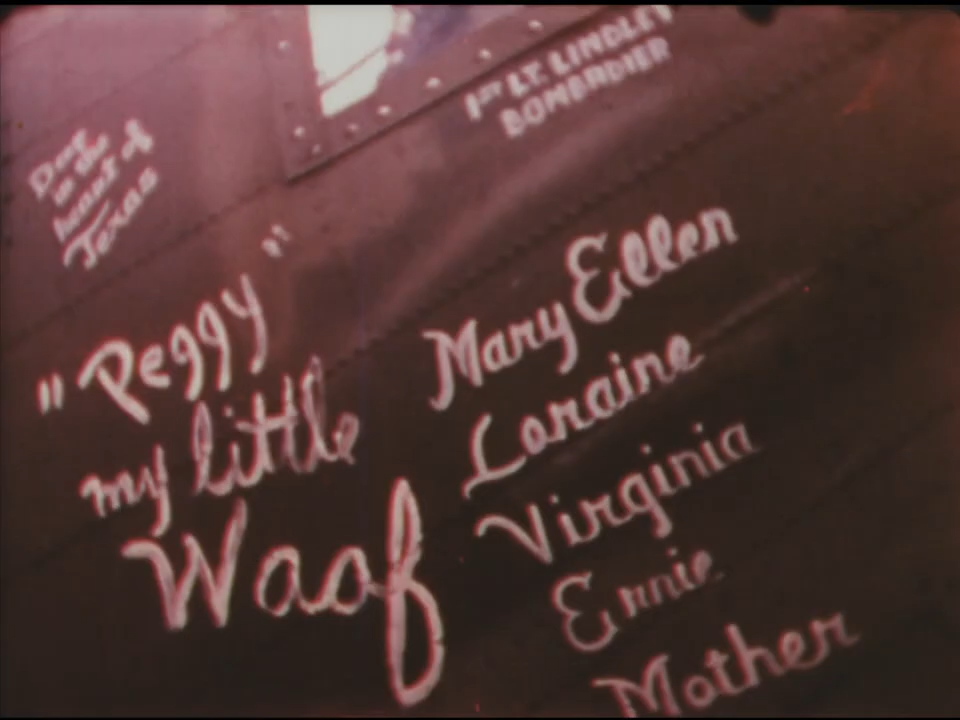 1ST LT. LINDLEY
BOMBARDIER
Deep
in the
heart of
Texas
"Peggy"
my little
Waaf
Mary Ellen
Loraine
Virginia
Ernie
Mother